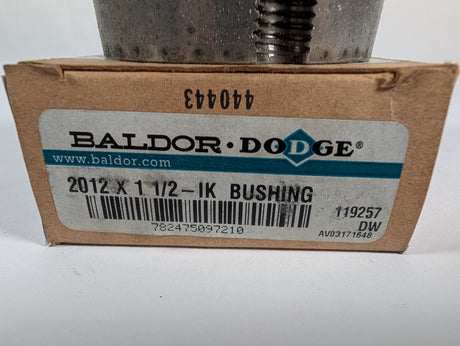 440443
BALDOR · DODGE®
www.baldor.com
2012 X 1 1/2-IK BUSHING
119257
782475097210
DW
AV03171648